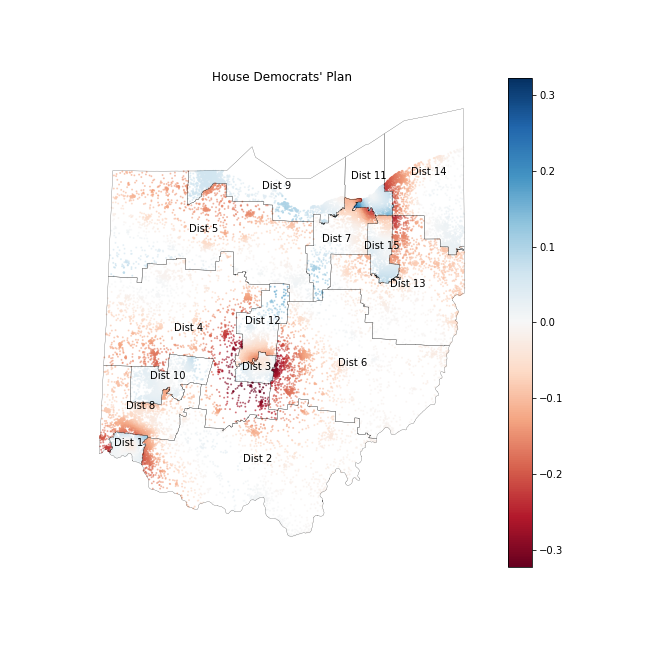 House Democrats' Plan
0.3
Dist 11
Dist 14
Dist 9
0.2
Dist 5
Dist 7
Dist 15
0.1
Dist 13
Dist 12
0.0
Dist 4
Dist 3
Dist 6
Dist 10
−0.1
Dist 8
Dist 1
Dist 2
−0.2
−0.3